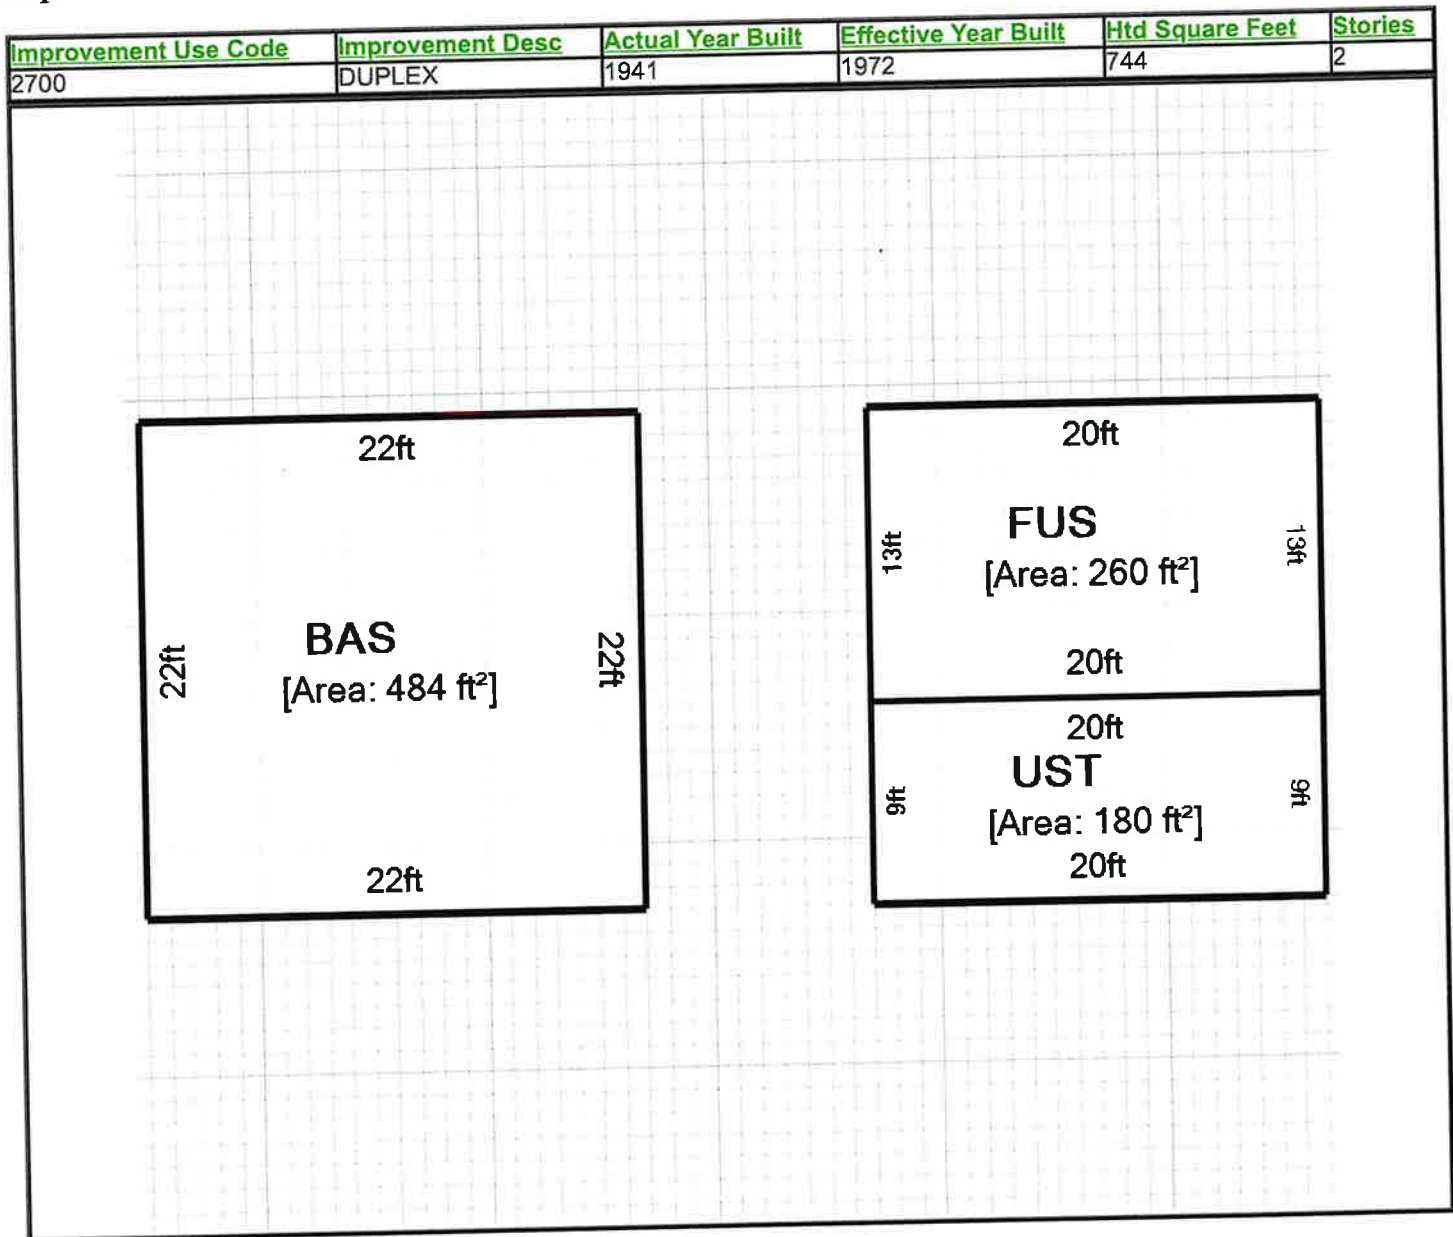 Improvement Use Code Improvement Desc Actual Year Built Effective Year Built Htd Square Feet Stories
2700 DUPLEX 1941 1972 744 2
22ft
22ft
BAS
[Area: 484 ft²]
22ft
22ft
20ft
13ft
FUS
[Area: 260 ft²]
13ft
20ft
20ft
9ft
UST
[Area: 180 ft²]
9ft
20ft